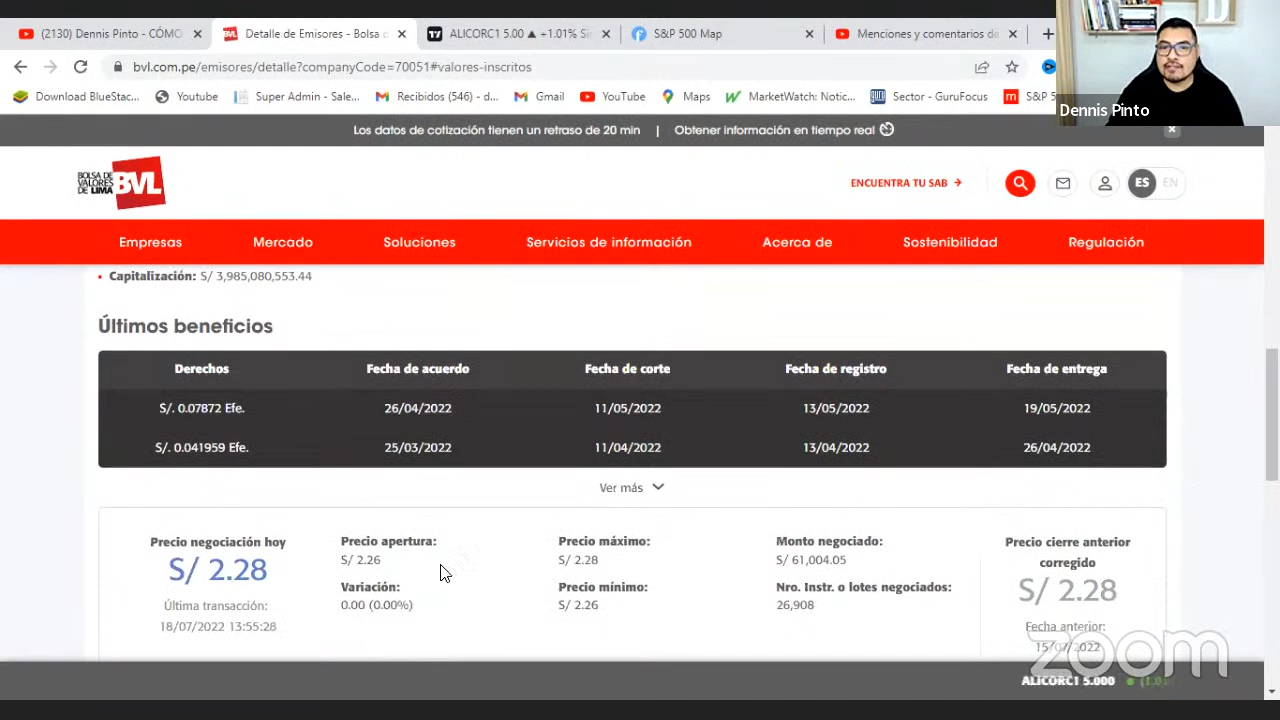 (2130) Dennis Pinto - CÓMO
Detalle de Emisores - Bolsa d
ALICORC1 5.00 ▲ +1.01% Si
S&P 500 Map
Menciones y comentarios de
bvl.com.pe/emisores/detalle?companyCode=70051#valores-inscritos
Download BlueStac...
Youtube
Super Admin - Sale...
Recibidos (546) - d...
Gmail
YouTube
Maps
MarketWatch: Notic...
Sector - GuruFocus
S&P 5
Dennis Pinto
Los datos de cotización tienen un retraso de 20 min | Obtener información en tiempo real
BOLSA DE
VALORES
DE LIMA
BVL
ENCUENTRA TU SAB
ES EN
Empresas Mercado Soluciones Servicios de información Acerca de Sostenibilidad Regulación
• Capitalización: S/ 3,985,080,553.44
Últimos beneficios
Derechos Fecha de acuerdo Fecha de corte Fecha de registro Fecha de entrega
S/. 0.07872 Efe. 26/04/2022 11/05/2022 13/05/2022 19/05/2022
S/. 0.041959 Efe. 25/03/2022 11/04/2022 13/04/2022 26/04/2022
Ver más
Precio negociación hoy
S/ 2.28
Última transacción:
18/07/2022 13:55:28
Precio apertura:
S/ 2.26
Variación:
0.00 (0.00%)
Precio máximo:
S/ 2.28
Precio mínimo:
S/ 2.26
Monto negociado:
S/ 61,004.05
Nro. Instr. o lotes negociados:
26,908
Precio cierre anterior
corregido
S/ 2.28
Fecha anterior:
15/07/2022
zoom
ALICORC1 5.000